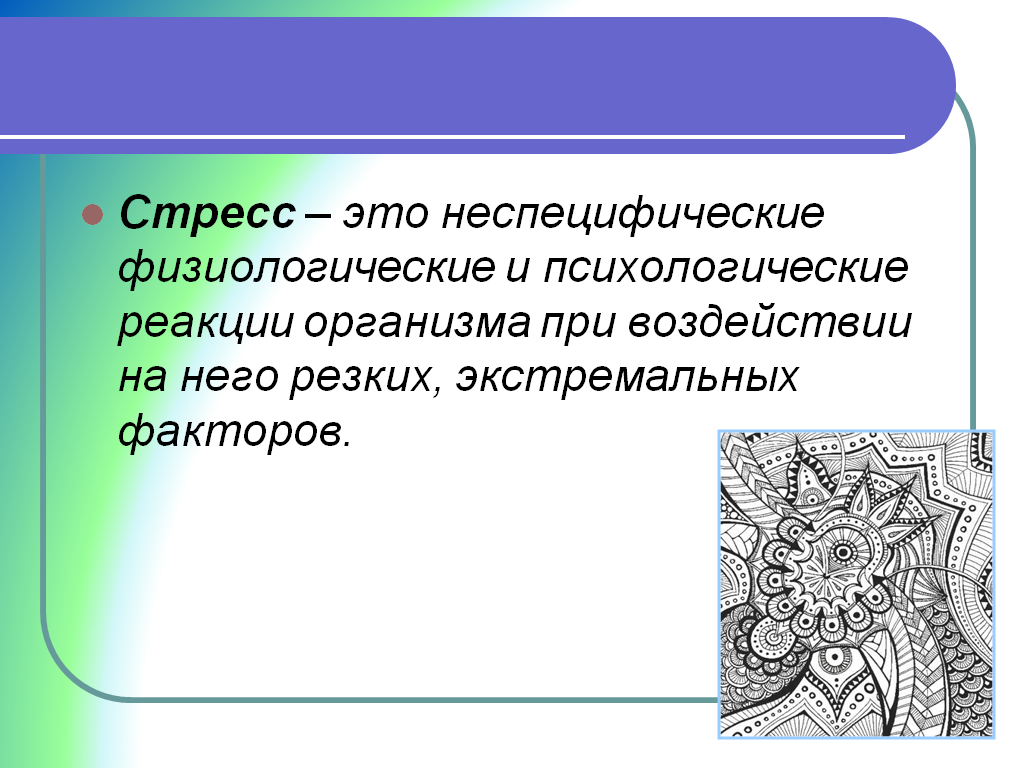 Стресс – это неспецифические
физиологические и психологические
реакции организма при воздействии
на него резких, экстремальных
факторов.